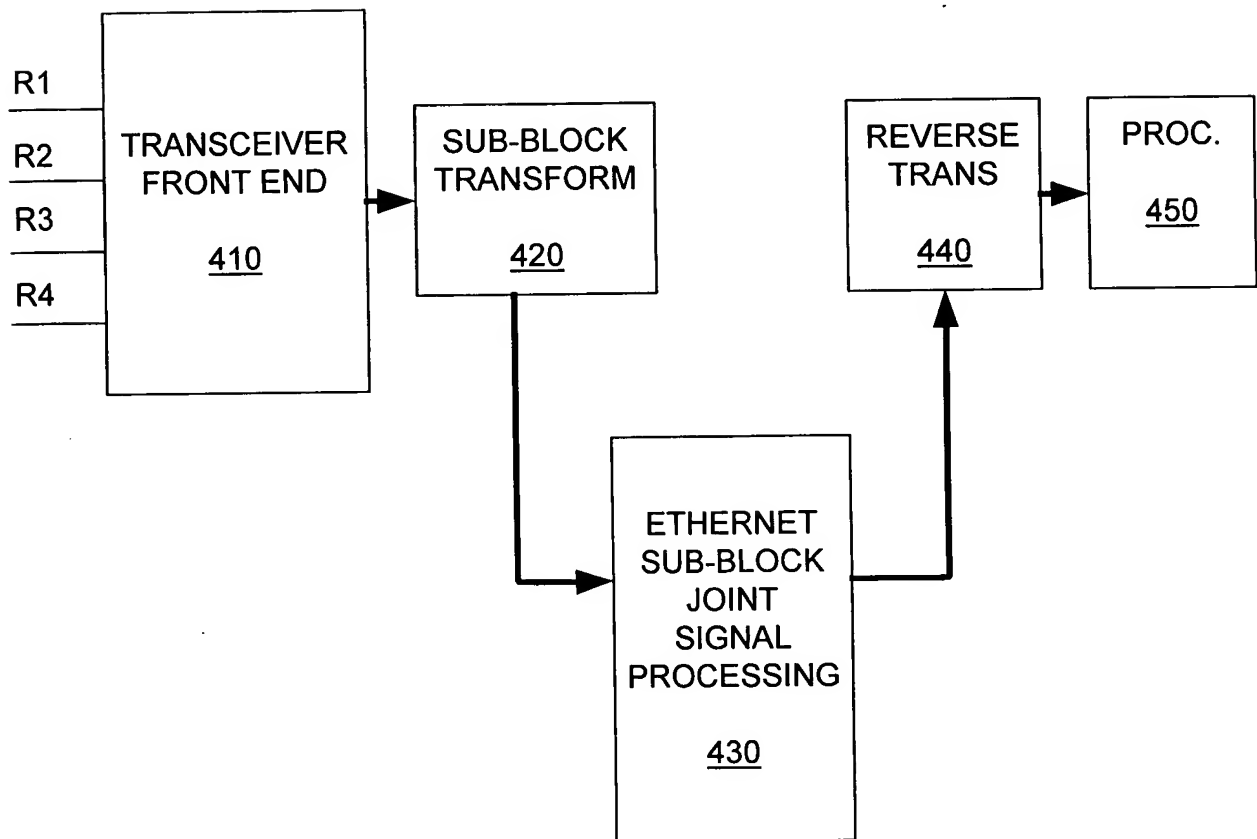 R1
R2
R3
R4
TRANSCEIVER
FRONT END
410
SUB-BLOCK
TRANSFORM
420
ETHERNET
SUB-BLOCK
JOINT
SIGNAL
PROCESSING
430
REVERSE
TRANS
440
PROC.
450